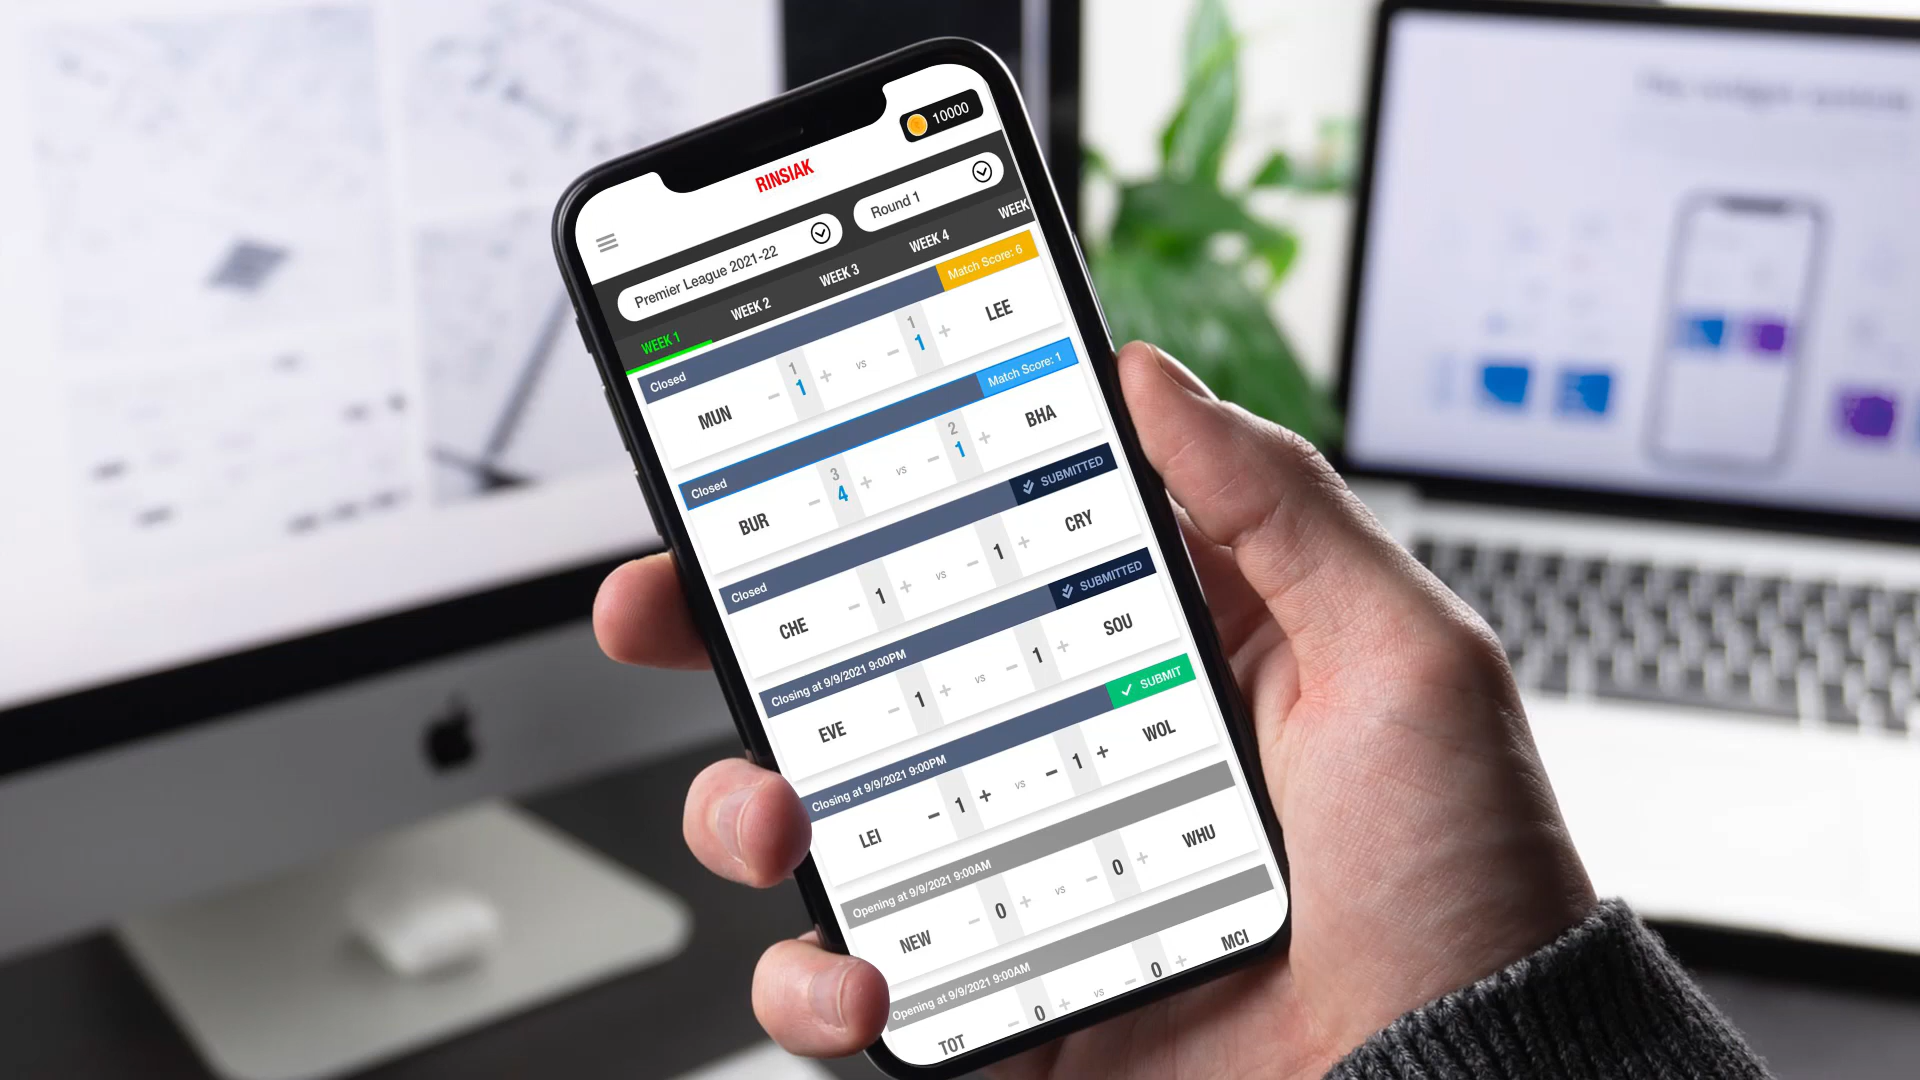 10000
RINSIAK
Premier League 2021-22
Round 1
WEEK 1
WEEK 2
WEEK 3
WEEK 4
WEEK
Closed
Match Score: 6
1
1
MUN
− 1 +
vs
− 1 +
LEE
Closed
Match Score: 1
3
2
BUR
− 4 +
vs
− 1 +
BHA
Closed
SUBMITTED
CHE
− 1 +
vs
− 1 +
CRY
Closing at 9/9/2021 9:00PM
SUBMITTED
EVE
− 1 +
vs
− 1 +
SOU
Closing at 9/9/2021 9:00PM
SUBMIT
LEI
− 1 +
vs
− 1 +
WOL
Opening at 9/9/2021 9:00AM
NEW
− 0 +
vs
− 0 +
WHU
Opening at 9/9/2021 9:00AM
TOT
− 0 +
vs
− 0 +
MCI